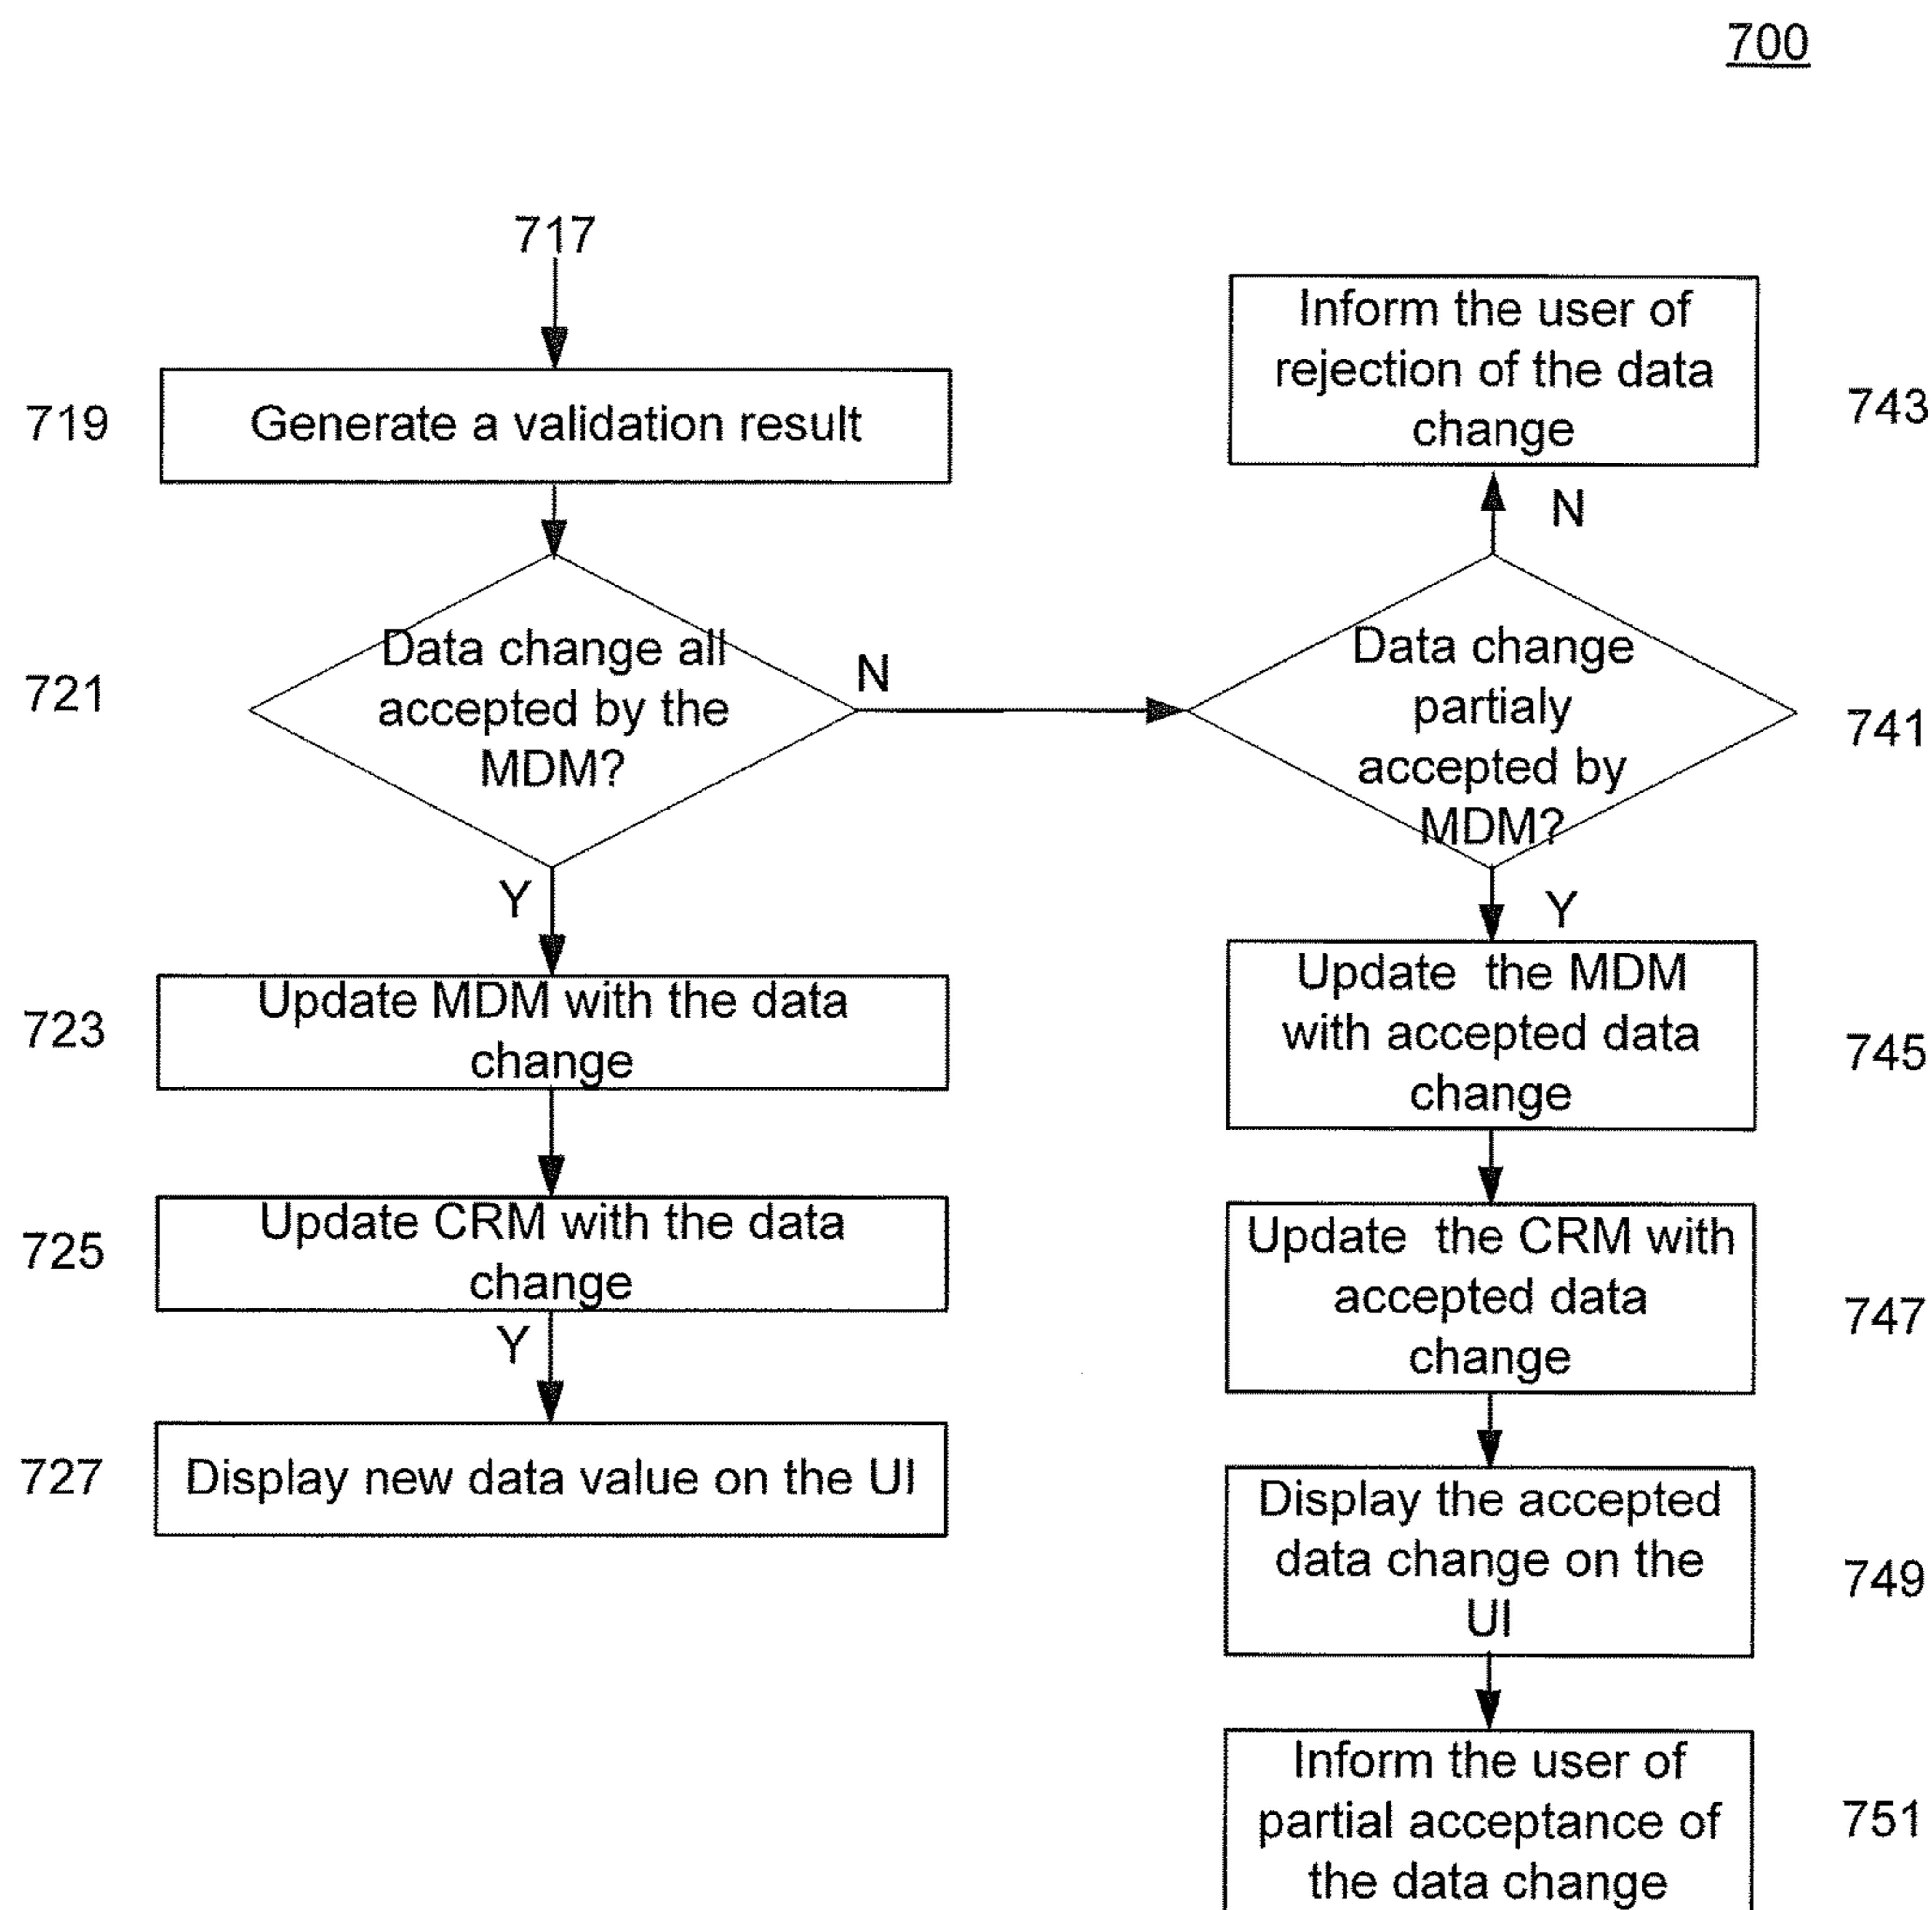 700
717
719
Generate a validation result
721
Data change all
accepted by the
MDM?
N
Y
723
Update MDM with the data
change
725
Update CRM with the data
change
Y
727
Display new data value on the UI
Inform the user of
rejection of the data
change
743
N
Data change
partialy
accepted by
MDM?
741
Y
Update the MDM
with accepted data
change
745
Update the CRM with
accepted data
change
747
Display the accepted
data change on the
UI
749
Inform the user of
partial acceptance of
the data change
751